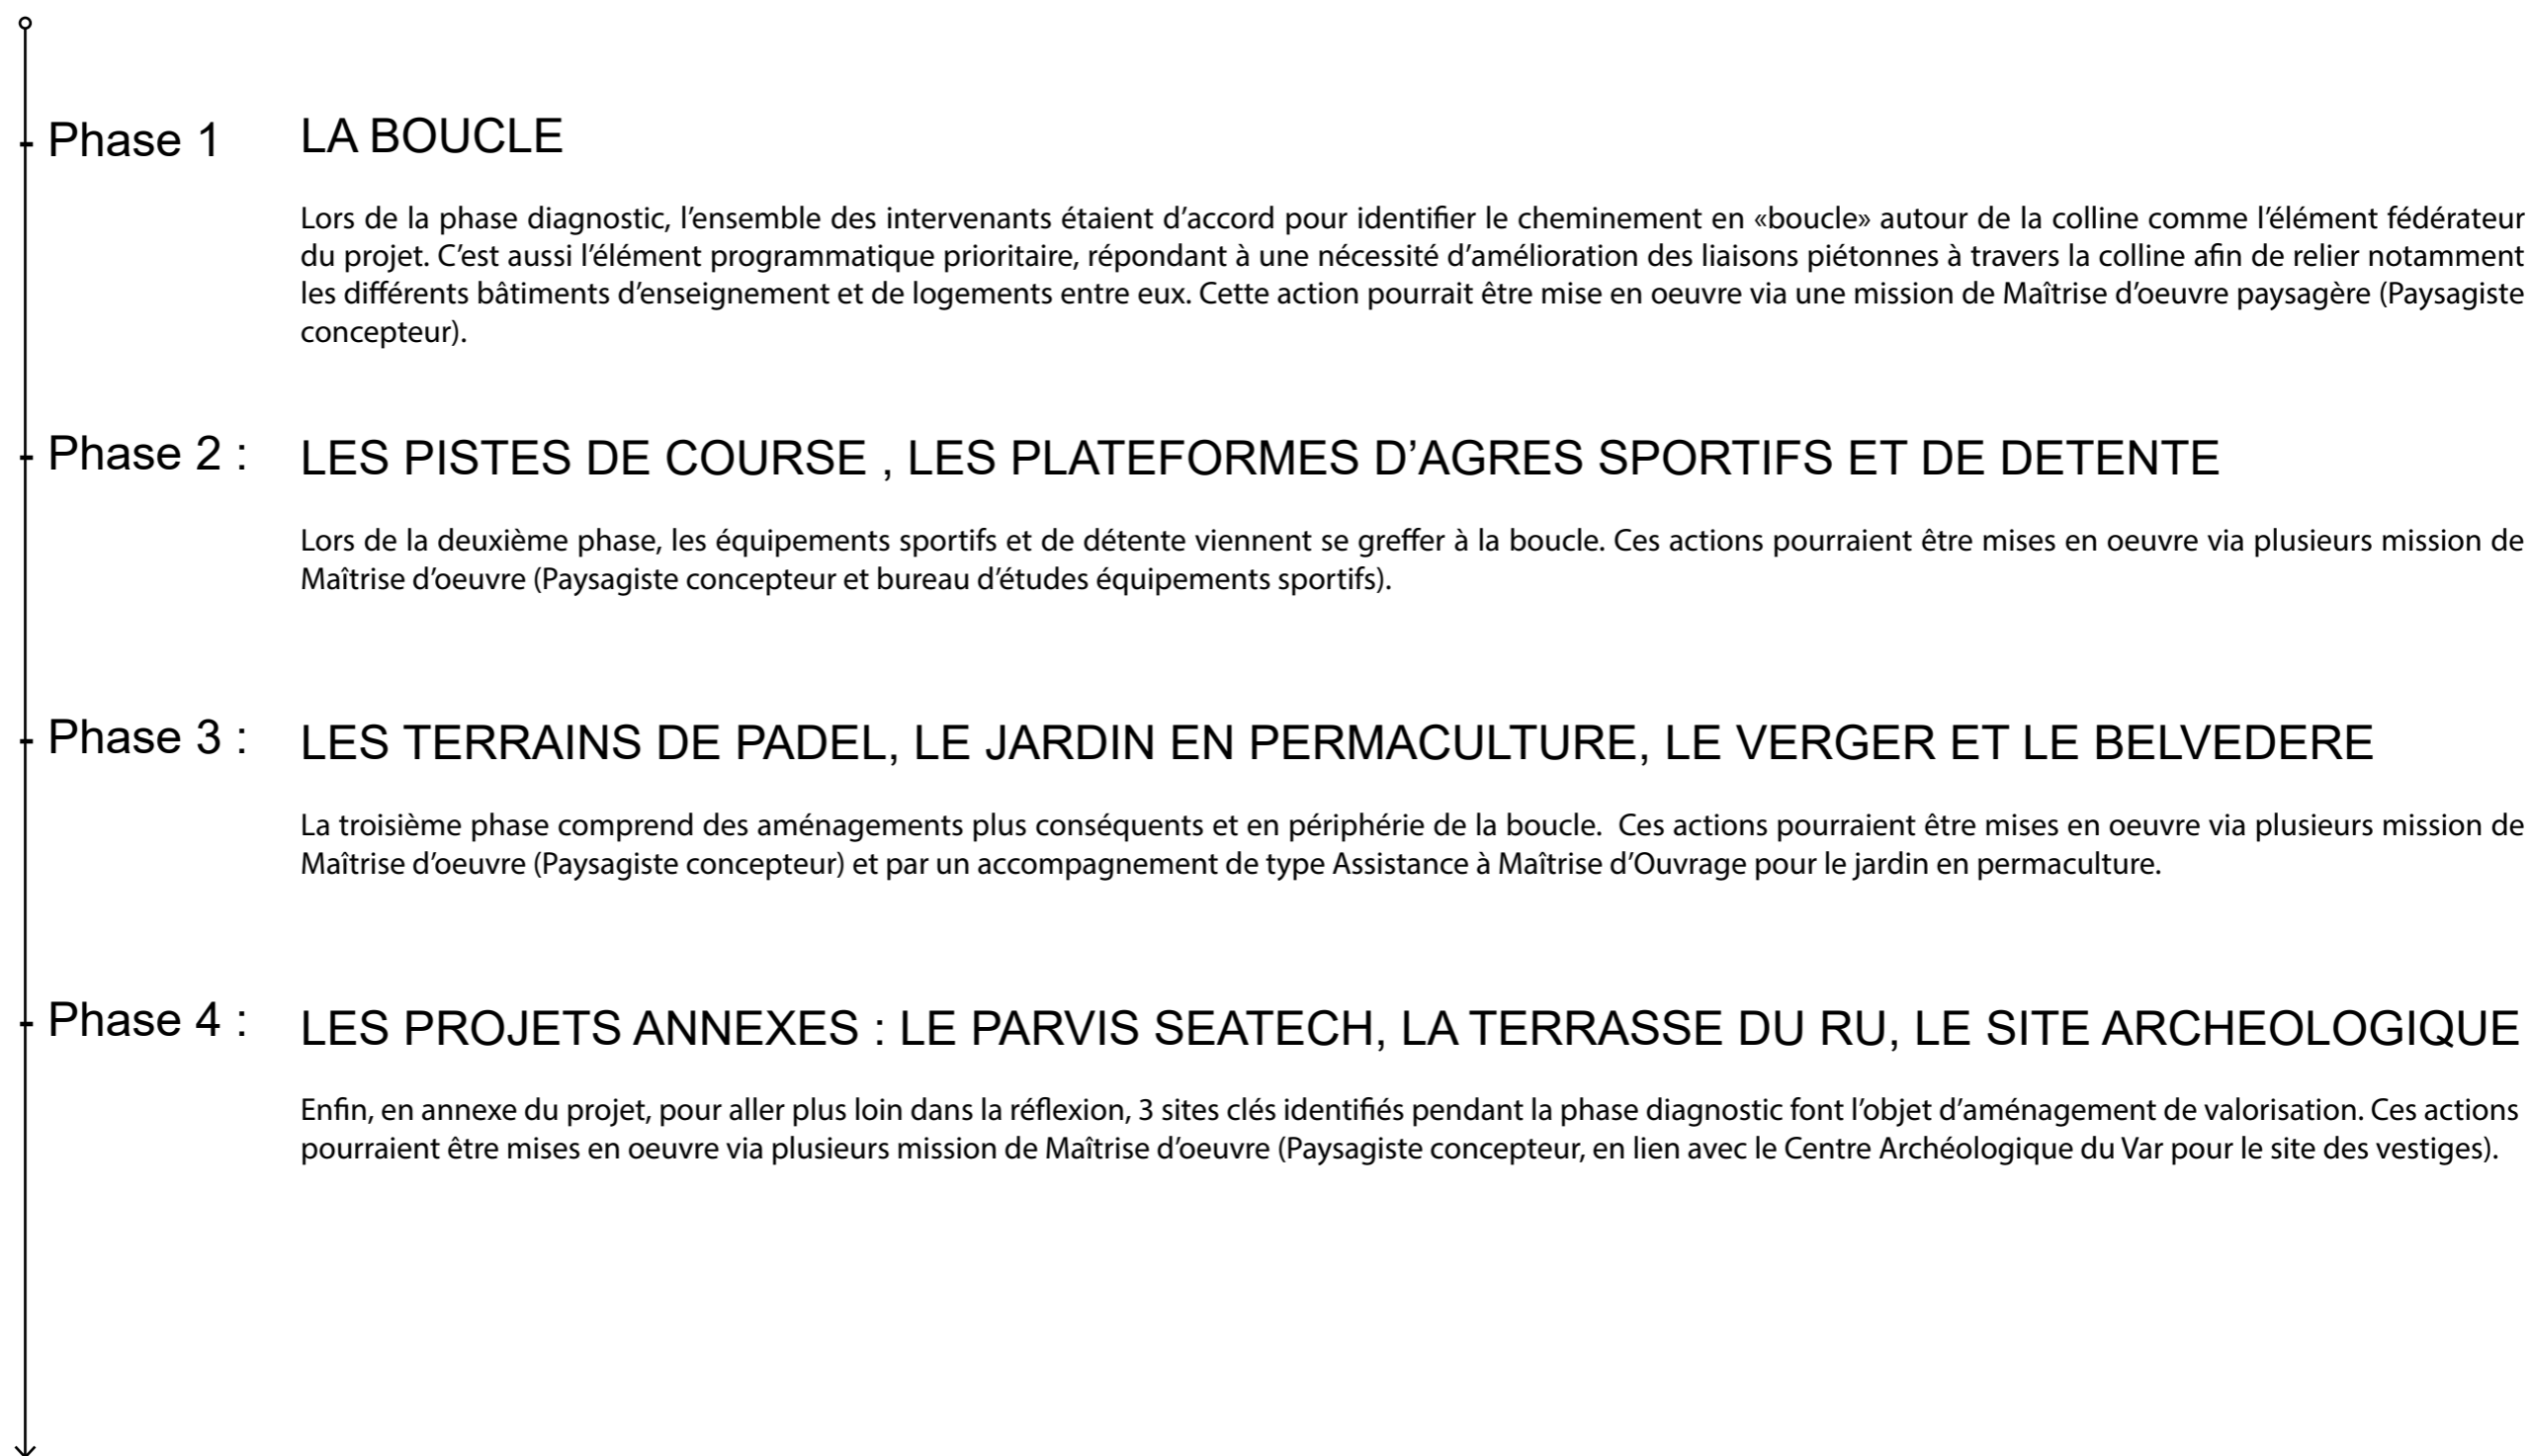 - Phase 1 LA BOUCLE
Lors de la phase diagnostic, l’ensemble des intervenants étaient d’accord pour identifier le cheminement en «boucle» autour de la colline comme l’élément fédérateur
du projet. C’est aussi l’élément programmatique prioritaire, répondant à une nécessité d’amélioration des liaisons piétonnes à travers la colline afin de relier notamment
les différents bâtiments d’enseignement et de logements entre eux. Cette action pourrait être mise en oeuvre via une mission de Maîtrise d’oeuvre paysagère (Paysagiste
concepteur).
- Phase 2 : LES PISTES DE COURSE , LES PLATEFORMES D’AGRES SPORTIFS ET DE DETENTE
Lors de la deuxième phase, les équipements sportifs et de détente viennent se greffer à la boucle. Ces actions pourraient être mises en oeuvre via plusieurs mission de
Maîtrise d’oeuvre (Paysagiste concepteur et bureau d’études équipements sportifs).
- Phase 3 : LES TERRAINS DE PADEL, LE JARDIN EN PERMACULTURE, LE VERGER ET LE BELVEDERE
La troisième phase comprend des aménagements plus conséquents et en périphérie de la boucle. Ces actions pourraient être mises en oeuvre via plusieurs mission de
Maîtrise d’oeuvre (Paysagiste concepteur) et par un accompagnement de type Assistance à Maîtrise d’Ouvrage pour le jardin en permaculture.
- Phase 4 : LES PROJETS ANNEXES : LE PARVIS SEATECH, LA TERRASSE DU RU, LE SITE ARCHEOLOGIQUE
Enfin, en annexe du projet, pour aller plus loin dans la réflexion, 3 sites clés identifiés pendant la phase diagnostic font l’objet d’aménagement de valorisation. Ces actions
pourraient être mises en oeuvre via plusieurs mission de Maîtrise d’oeuvre (Paysagiste concepteur, en lien avec le Centre Archéologique du Var pour le site des vestiges).